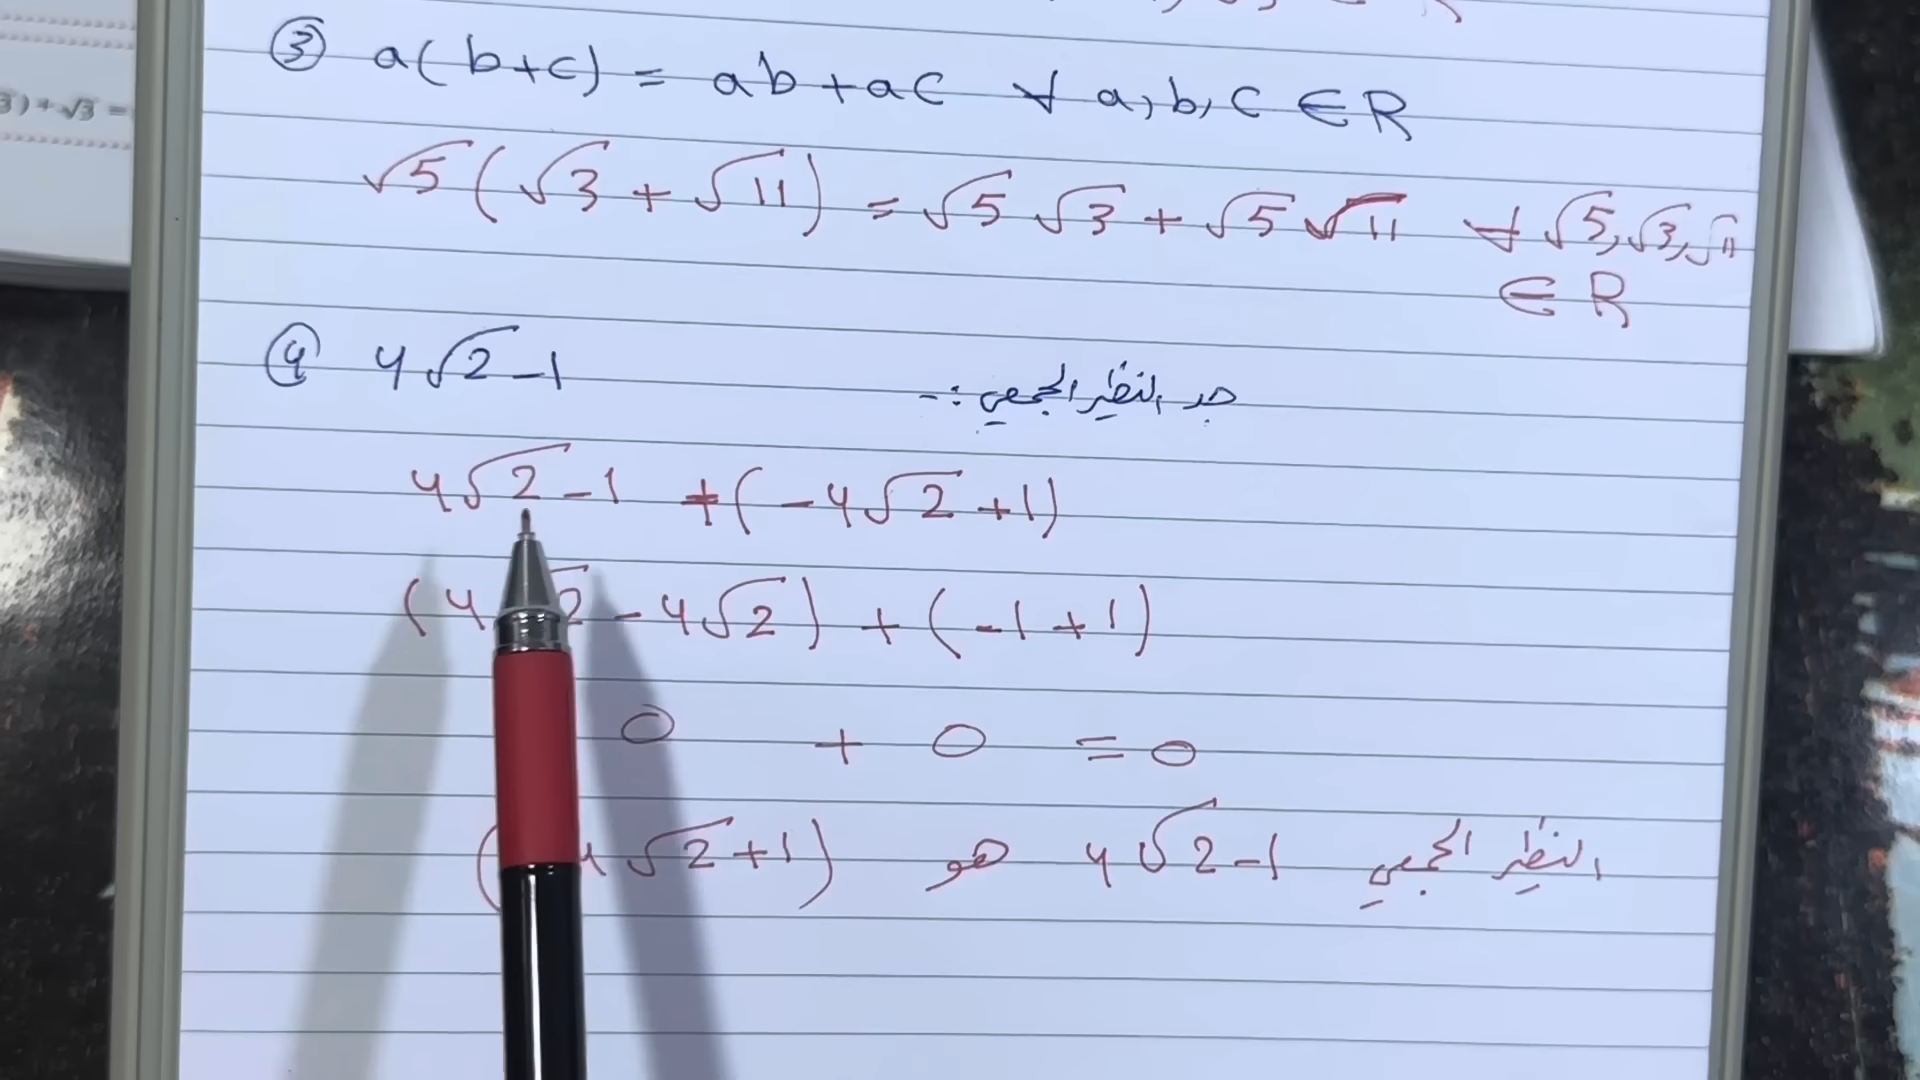 3) + √3 =
③ a(b+c) = ab + ac ∀ a, b, c ∈ R
√5 (√3 + √11) = √5 √3 + √5 √11 ∀ √5, √3, √11
∈ R
④ 4√2 - 1 جد النظير الجمعي :-
4√2 - 1 + (-4√2 + 1)
(4√2 - 4√2) + (-1 + 1)
0 + 0 = 0
النظير الجمعي 4√2 - 1 هو (4√2 + 1)